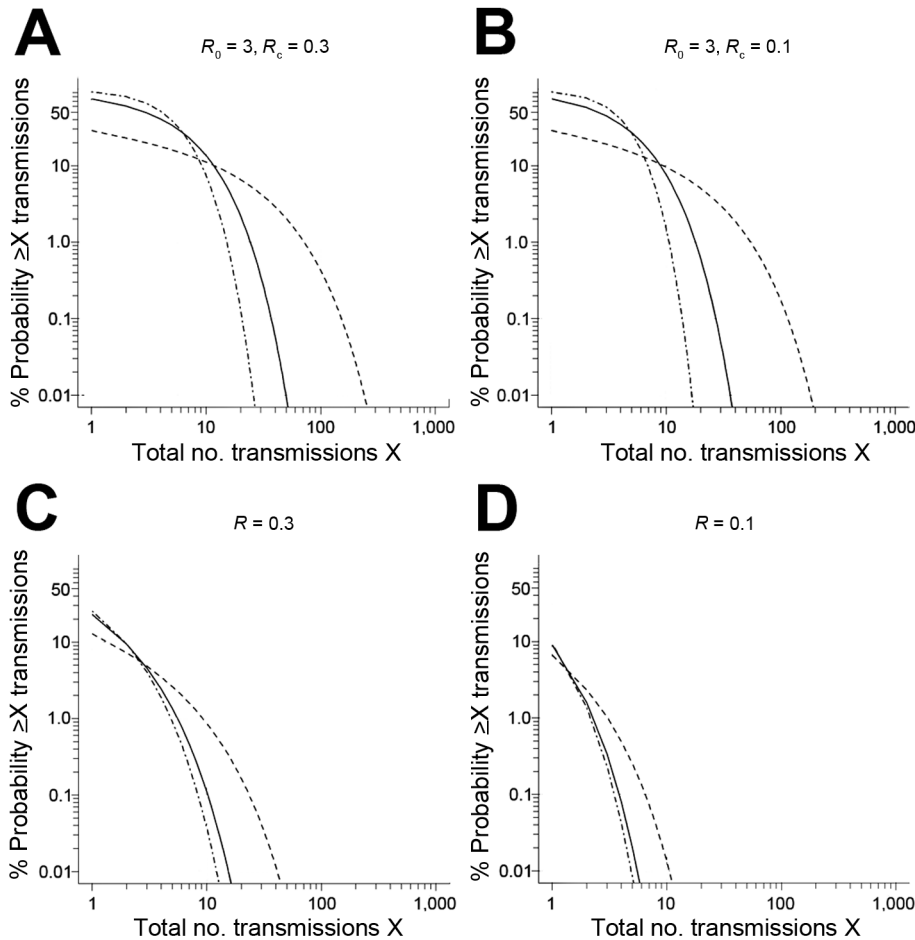 A
R0 = 3, Rc = 0.3
% Probability ≥X transmissions
50
10
1.0
0.1
0.01
1
10
100
1,000
Total no. transmissions X
B
R0 = 3, Rc = 0.1
% Probability ≥X transmissions
50
10
1.0
0.1
0.01
1
10
100
1,000
Total no. transmissions X
C
R = 0.3
% Probability ≥X transmissions
50
10
1.0
0.1
0.01
1
10
100
1,000
Total no. transmissions X
D
R = 0.1
% Probability ≥X transmissions
50
10
1.0
0.1
0.01
1
10
100
1,000
Total no. transmissions X